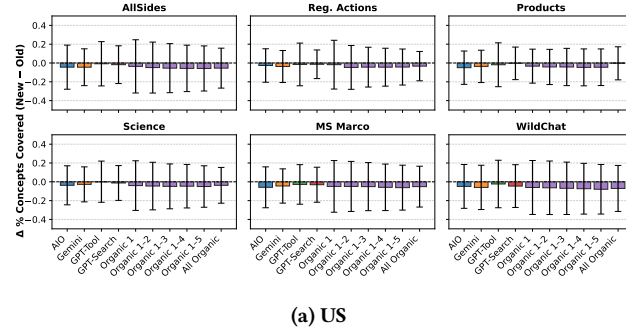 AllSides
Reg. Actions
Products
0.4
0.2
0.0
−0.2
−0.4
Science
MS Marco
WildChat
0.4
0.2
0.0
−0.2
−0.4
Δ % Concepts Covered (New − Old)
AIO
Gemini
GPT-Tool
GPT-Search
Organic 1
Organic 1–2
Organic 1–3
Organic 1–4
Organic 1–5
All Organic
AIO
Gemini
GPT-Tool
GPT-Search
Organic 1
Organic 1–2
Organic 1–3
Organic 1–4
Organic 1–5
All Organic
AIO
Gemini
GPT-Tool
GPT-Search
Organic 1
Organic 1–2
Organic 1–3
Organic 1–4
Organic 1–5
All Organic
(a) US